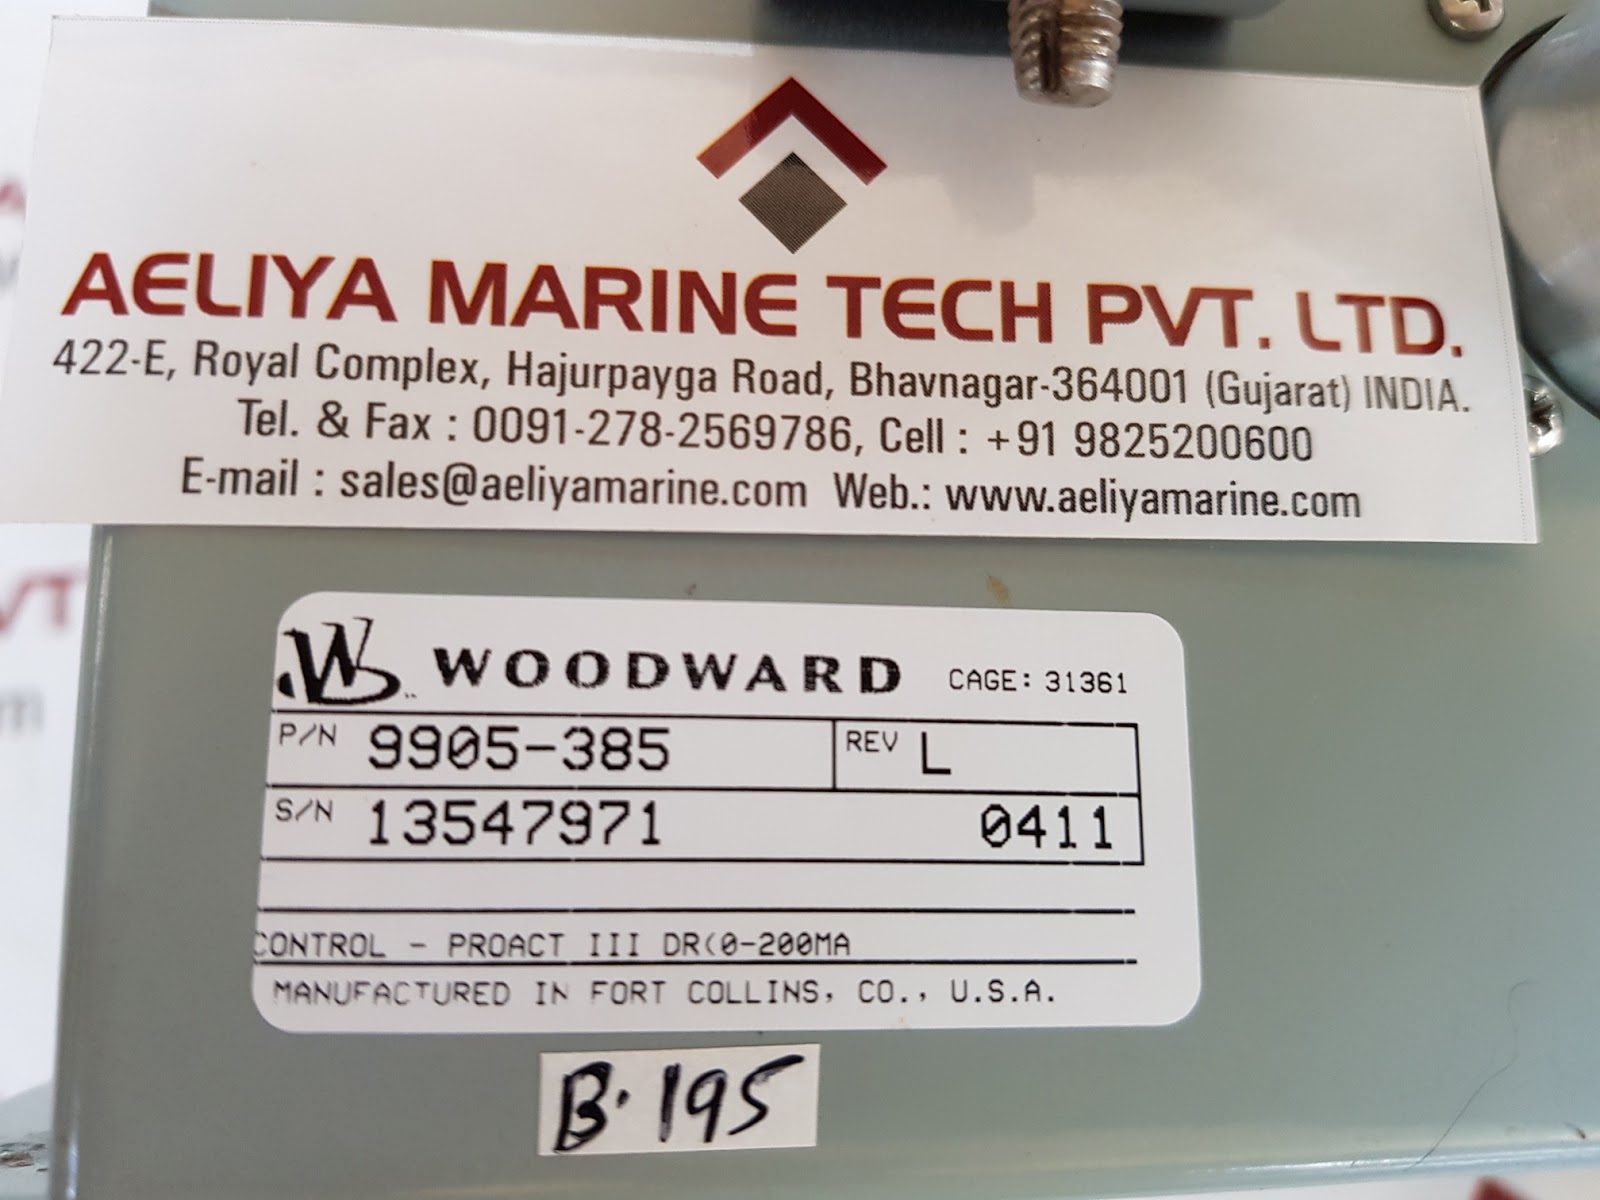 AELIYA MARINE TECH PVT. LTD.
422-E, Royal Complex, Hajurpayga Road, Bhavnagar-364001 (Gujarat) INDIA.
Tel. & Fax : 0091-278-2569786, Cell : +91 9825200600
E-mail : sales@aeliyamarine.com Web.: www.aeliyamarine.com
WOODWARD CAGE: 31361
P/N 9905-385 REV L
S/N 13547971 0411
CONTROL - PROACT III DR(0-200MA
MANUFACTURED IN FORT COLLINS, CO., U.S.A.
B. 195